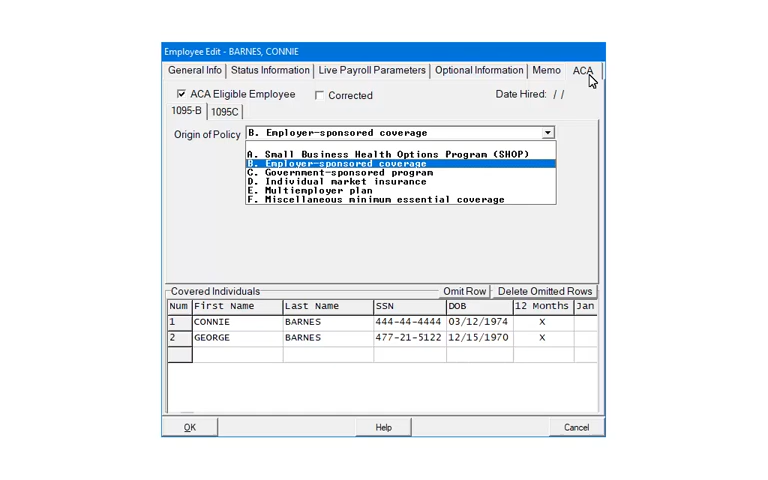 Employee Edit - BARNES, CONNIE
General Info Status Information Live Payroll Parameters Optional Information Memo ACA
ACA Eligible Employee Corrected Date Hired: / /
1095-B 1095C
Origin of Policy B. Employer-sponsored coverage
A. Small Business Health Options Program (SHOP)
B. Employer-sponsored coverage
C. Government-sponsored program
D. Individual market insurance
E. Multiemployer plan
F. Miscellaneous minimum essential coverage
Covered Individuals Omit Row Delete Omitted Rows
Num First Name Last Name SSN DOB 12 Months Jan
1 CONNIE BARNES 444-44-4444 03/12/1974 X
2 GEORGE BARNES 477-21-5122 12/15/1970 X
OK Help Cancel